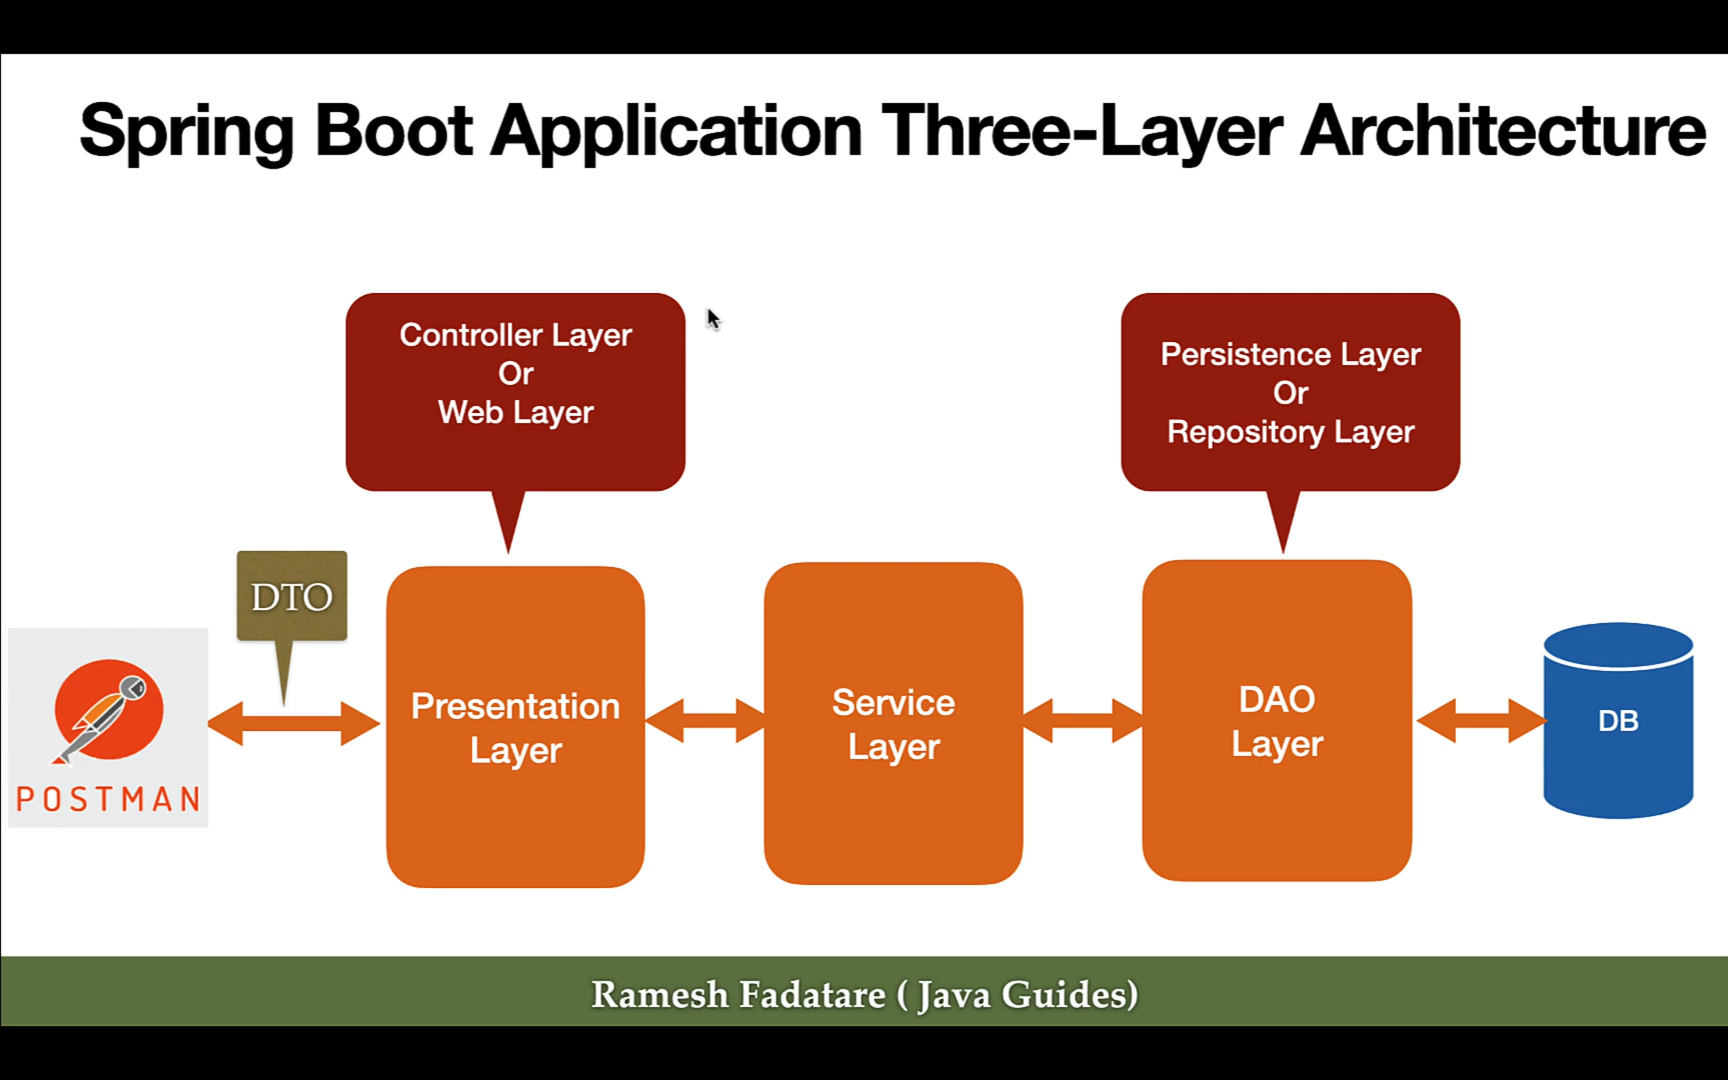 Spring Boot Application Three-Layer Architecture
Controller Layer
Or
Web Layer
Persistence Layer
Or
Repository Layer
DTO
POSTMAN
Presentation
Layer
Service
Layer
DAO
Layer
DB
Ramesh Fadatare ( Java Guides)